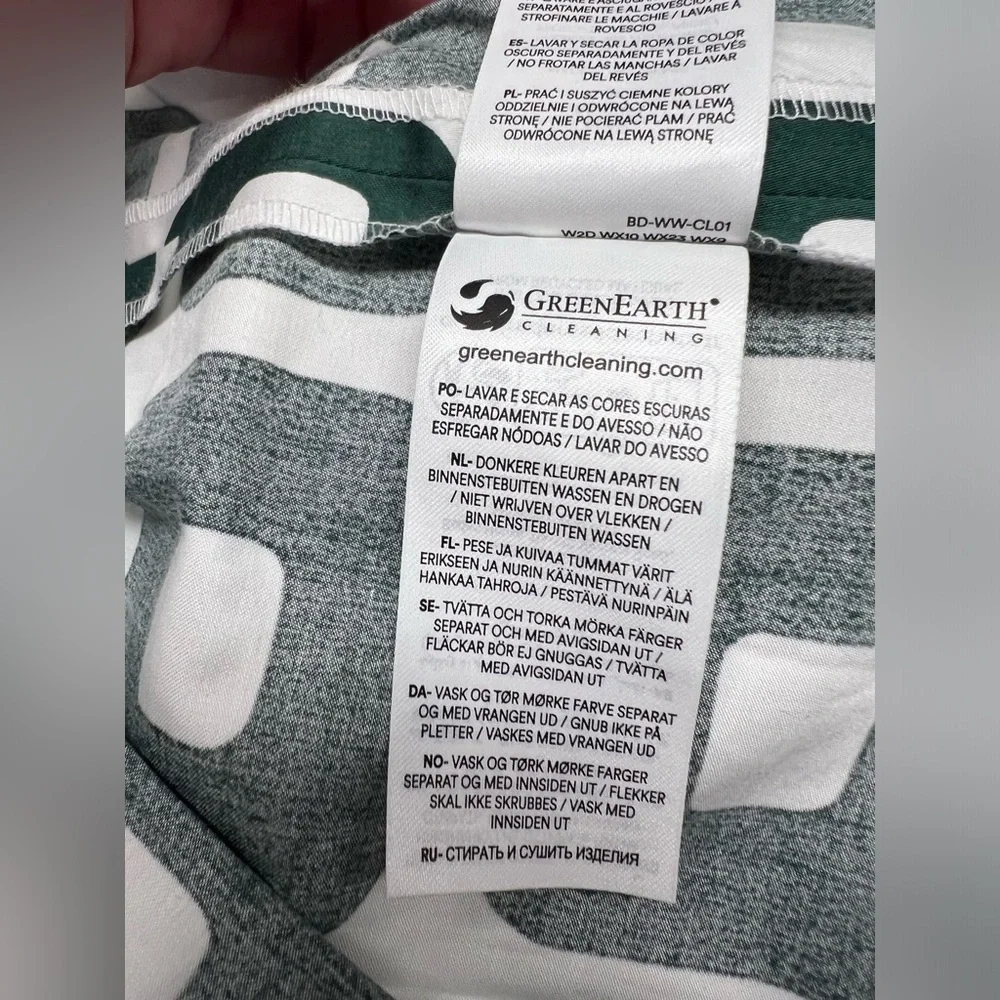 SEPARATAMENTE E AL ROVESCIO /
STROFINARE LE MACCHIE / LAVARE A
ROVESCIO
ES- LAVAR Y SECAR LA ROPA DE COLOR
OSCURO SEPARADAMENTE Y DEL REVÉS
/ NO FROTAR LAS MANCHAS / LAVAR
DEL REVÉS
PL- PRAĆ I SUSZYĆ CIEMNE KOLORY
ODDZIELNIE I ODWRÓCONE NA LEWĄ
STRONĘ / NIE POCIERAĆ PLAM / PRAĆ
ODWRÓCONE NA LEWĄ STRONĘ
BD-WW-CL01
W2D WX10 WX23 WX9
GREENEARTH
CLEANING
greenearthcleaning.com
PO- LAVAR E SECAR AS CORES ESCURAS
SEPARADAMENTE E DO AVESSO / NÃO
ESFREGAR NÓDOAS / LAVAR DO AVESSO
NL- DONKERE KLEUREN APART EN
BINNENSTEBUITEN WASSEN EN DROGEN
/ NIET WRIJVEN OVER VLEKKEN /
BINNENSTEBUITEN WASSEN
FL- PESE JA KUIVAA TUMMAT VÄRIT
ERIKSEEN JA NURIN KÄÄNNETTYNÄ / ÄLÄ
HANKAA TAHROJA / PESTÄVÄ NURINPÄIN
SE- TVÄTTA OCH TORKA MÖRKA FÄRGER
SEPARAT OCH MED AVIGSIDAN UT /
FLÄCKAR BÖR EJ GNUGGAS / TVÄTTA
MED AVIGSIDAN UT
DA- VASK OG TØR MØRKE FARVE SEPARAT
OG MED VRANGEN UD / GNUB IKKE PÅ
PLETTER / VASKES MED VRANGEN UD
NO- VASK OG TØRK MØRKE FARGER
SEPARAT OG MED INNSIDEN UT / FLEKKER
SKAL IKKE SKRUBBES / VASK MED
INNSIDEN UT
RU- СТИРАТЬ И СУШИТЬ ИЗДЕЛИЯ